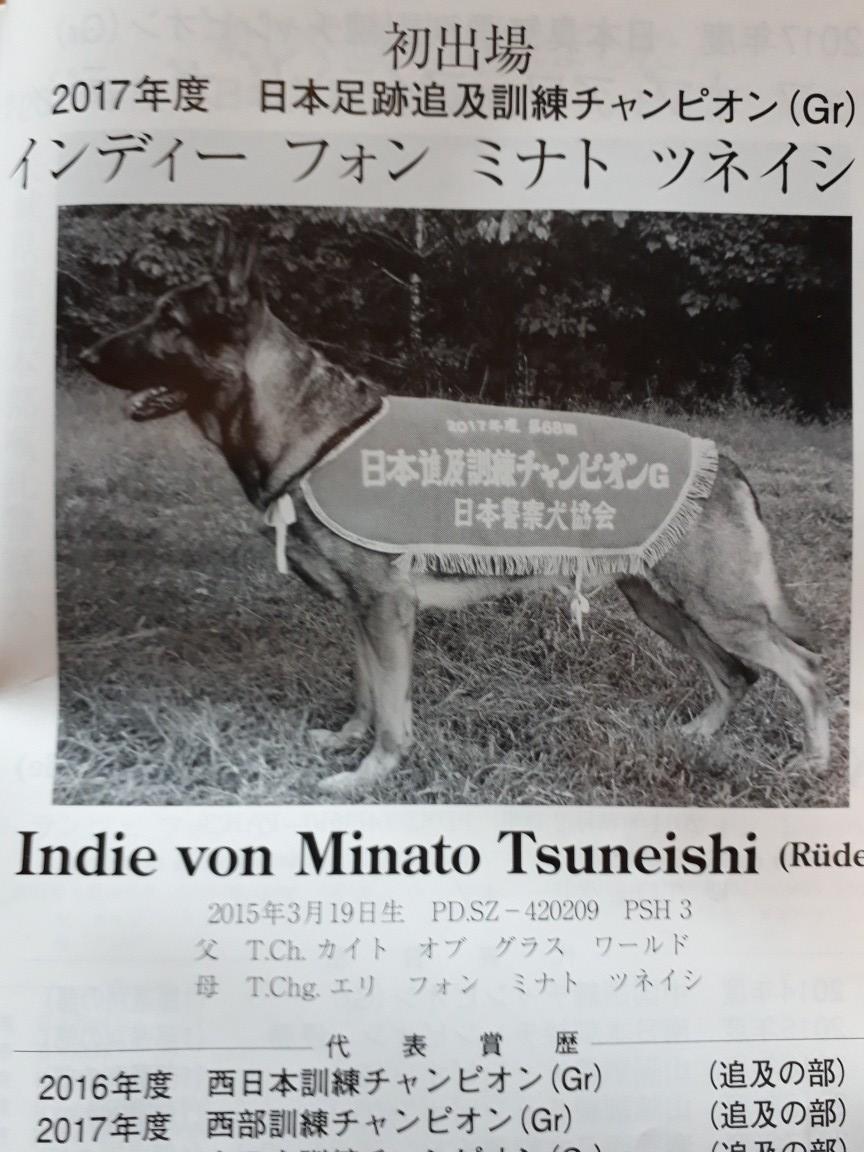 初出場
2017年度 日本足跡追及訓練チャンピオン(Gr)
インディー フォン ミナト ツネイシ
2017年度 第68回
日本追及訓練チャンピオンG
日本警察犬協会
Indie von Minato Tsuneishi (Rüde
2015年3月19日生 PD.SZ-420209 PSH 3
父 T.Ch. カイト オブ グラス ワールド
母 T.Chg. エリ フォン ミナト ツネイシ
代表賞歴
2016年度 西日本訓練チャンピオン(Gr) (追及の部)
2017年度 西部訓練チャンピオン(Gr) (追及の部)